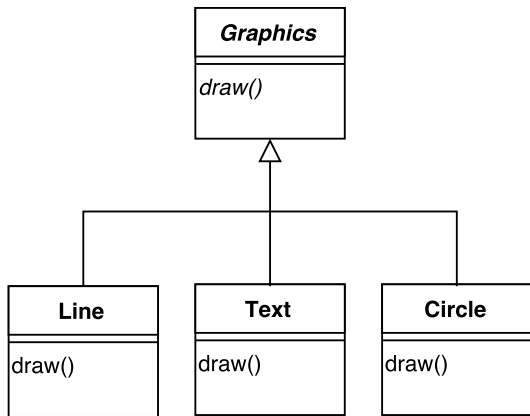 Graphics
draw()
Line
Text
Circle
draw()
draw()
draw()